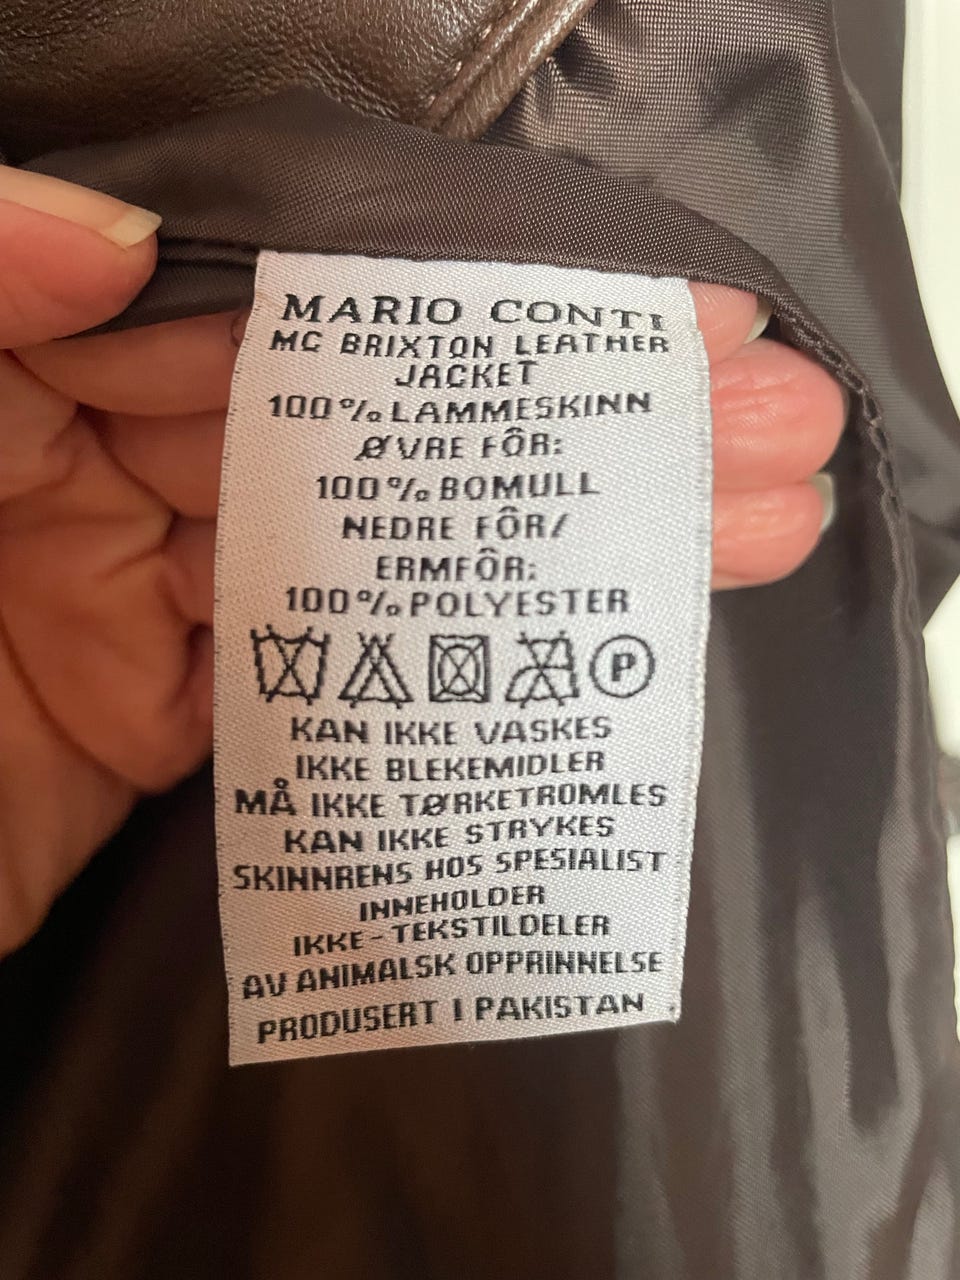 MARIO CONTI
MC BRIXTON LEATHER
JACKET
100% LAMMESKINN
ØVRE FÔR:
100% BOMULL
NEDRE FÔR/
ERMFÔR:
100% POLYESTER
P
KAN IKKE VASKES
IKKE BLEKEMIDLER
MÅ IKKE TØRKETROMLES
KAN IKKE STRYKES
SKINNRENS HOS SPESIALIST
INNEHOLDER
IKKE-TEKSTILDELER
AV ANIMALSK OPPRINNELSE
PRODUSERT I PAKISTAN